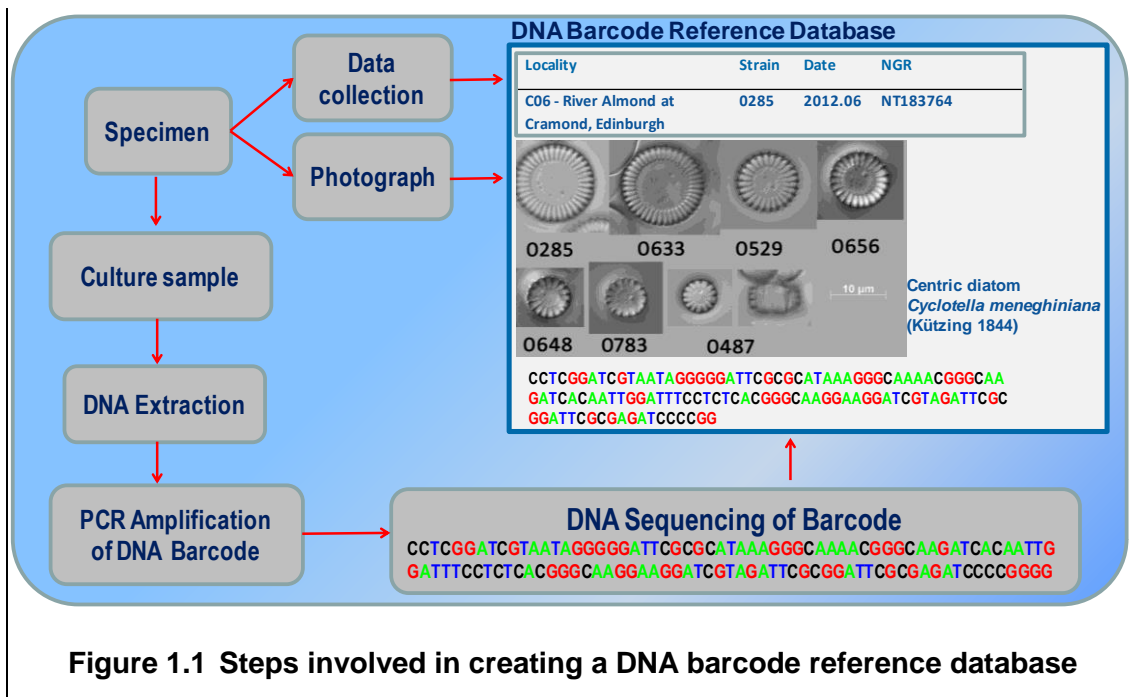 DNA Barcode Reference Database
Data
collection
Specimen
Photograph
Culture sample
DNA Extraction
PCR Amplification
of DNA Barcode
Locality Strain Date NGR
C06 - River Almond at 0285 2012.06 NT183764
Cramond, Edinburgh
0285 0633 0529 0656
10 µm
Centric diatom
Cyclotella meneghiniana
(Kützing 1844)
0648 0783 0487
CCTCGGATCGTAATAGGGGGATTCGCGCATAAAGGGCAAAACGGGCAA
GATCACAATTGGATTTCCTCTCACGGGCAAGGAAGGATCGTAGATTCGC
GGATTCGCGAGATCCCCGG
DNA Sequencing of Barcode
CCTCGGATCGTAATAGGGGGATTCGCGCATAAAGGGCAAAACGGGCAAGATCACAATTG
GATTTCCTCTCACGGGCAAGGAAGGATCGTAGATTCGCGGATTCGCGAGATCCCCGGGG
Figure 1.1 Steps involved in creating a DNA barcode reference database